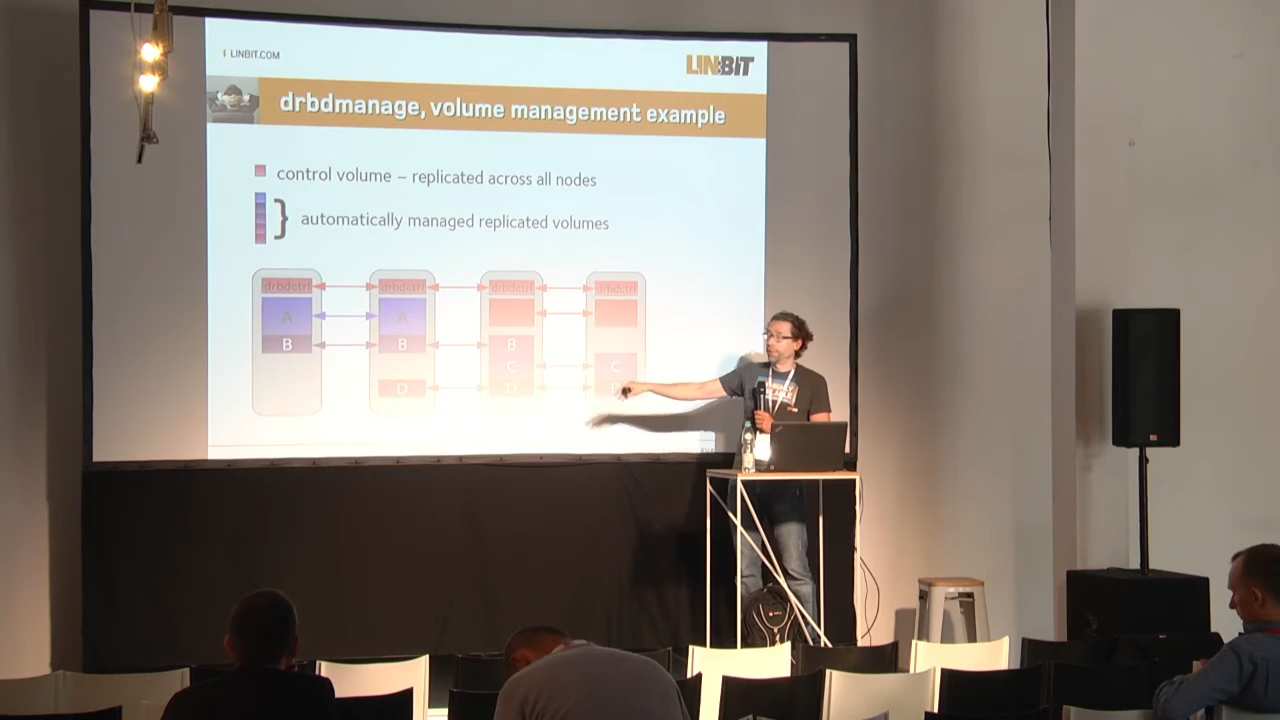 LINBIT.COM
LINBIT
drbdmanage, volume management example
control volume – replicated across all nodes
} automatically managed replicated volumes
drbdctrl drbdctrl drbdctrl drbdctrl
A A
B B B
C C
D D